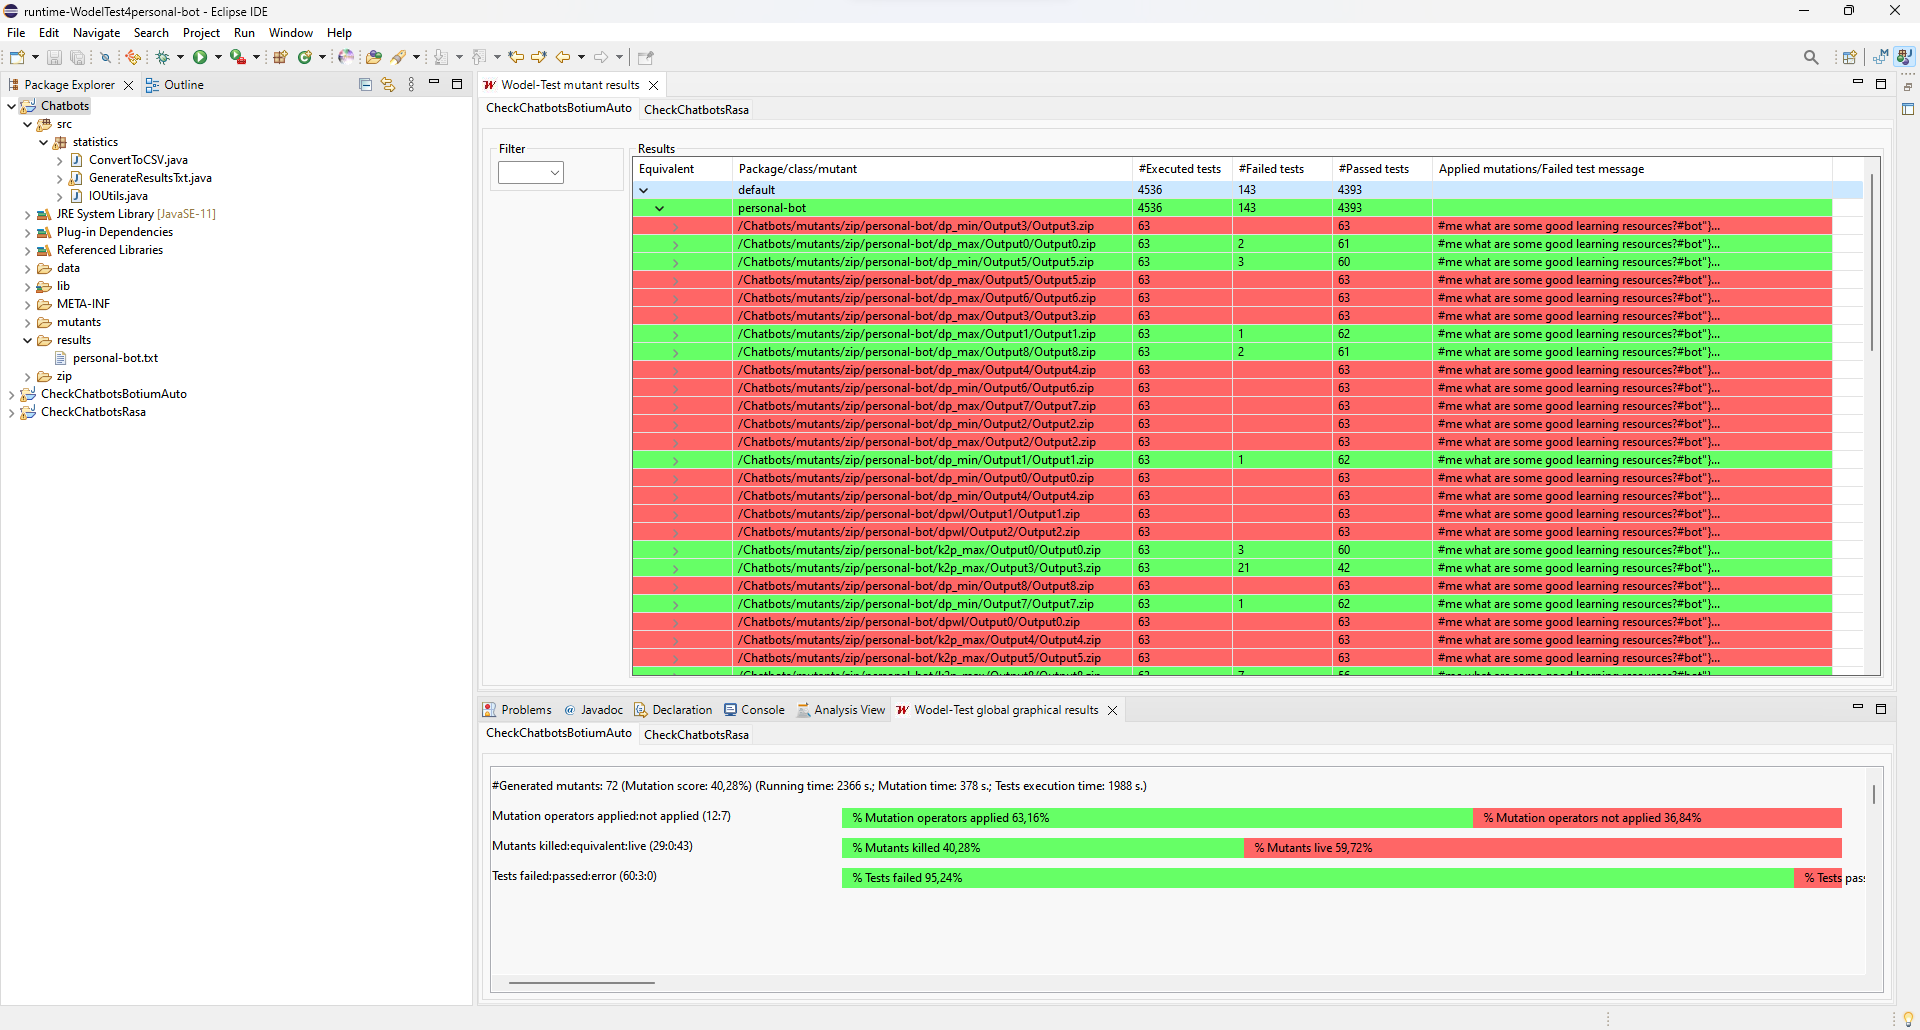 runtime-WodelTest4personal-bot - Eclipse IDE
File Edit Navigate Search Project Run Window Help
Package Explorer Outline
Chatbots
src
statistics
ConvertToCSV.java
GenerateResultsTxt.java
IOUtils.java
JRE System Library [JavaSE-11]
Plug-in Dependencies
Referenced Libraries
data
lib
META-INF
mutants
results
personal-bot.txt
zip
CheckChatbotsBotiumAuto
CheckChatbotsRasa
Wodel-Test mutant results
CheckChatbotsBotiumAuto CheckChatbotsRasa
Filter
Results
Equivalent Package/class/mutant #Executed tests #Failed tests #Passed tests Applied mutations/Failed test message
default 4536 143 4393
personal-bot 4536 143 4393
/Chatbots/mutants/zip/personal-bot/dp_min/Output3/Output3.zip 63 63 #me what are some good learning resources?#bot"}...
/Chatbots/mutants/zip/personal-bot/dp_max/Output0/Output0.zip 63 2 61 #me what are some good learning resources?#bot"}...
/Chatbots/mutants/zip/personal-bot/dp_min/Output5/Output5.zip 63 3 60 #me what are some good learning resources?#bot"}...
/Chatbots/mutants/zip/personal-bot/dp_max/Output5/Output5.zip 63 63 #me what are some good learning resources?#bot"}...
/Chatbots/mutants/zip/personal-bot/dp_max/Output6/Output6.zip 63 63 #me what are some good learning resources?#bot"}...
/Chatbots/mutants/zip/personal-bot/dp_max/Output3/Output3.zip 63 63 #me what are some good learning resources?#bot"}...
/Chatbots/mutants/zip/personal-bot/dp_max/Output1/Output1.zip 63 1 62 #me what are some good learning resources?#bot"}...
/Chatbots/mutants/zip/personal-bot/dp_max/Output8/Output8.zip 63 2 61 #me what are some good learning resources?#bot"}...
/Chatbots/mutants/zip/personal-bot/dp_max/Output4/Output4.zip 63 63 #me what are some good learning resources?#bot"}...
/Chatbots/mutants/zip/personal-bot/dp_min/Output6/Output6.zip 63 63 #me what are some good learning resources?#bot"}...
/Chatbots/mutants/zip/personal-bot/dp_max/Output7/Output7.zip 63 63 #me what are some good learning resources?#bot"}...
/Chatbots/mutants/zip/personal-bot/dp_min/Output2/Output2.zip 63 63 #me what are some good learning resources?#bot"}...
/Chatbots/mutants/zip/personal-bot/dp_max/Output2/Output2.zip 63 63 #me what are some good learning resources?#bot"}...
/Chatbots/mutants/zip/personal-bot/dp_min/Output1/Output1.zip 63 1 62 #me what are some good learning resources?#bot"}...
/Chatbots/mutants/zip/personal-bot/dp_min/Output0/Output0.zip 63 63 #me what are some good learning resources?#bot"}...
/Chatbots/mutants/zip/personal-bot/dp_min/Output4/Output4.zip 63 63 #me what are some good learning resources?#bot"}...
/Chatbots/mutants/zip/personal-bot/dpwl/Output1/Output1.zip 63 63 #me what are some good learning resources?#bot"}...
/Chatbots/mutants/zip/personal-bot/dpwl/Output2/Output2.zip 63 63 #me what are some good learning resources?#bot"}...
/Chatbots/mutants/zip/personal-bot/k2p_max/Output0/Output0.zip 63 3 60 #me what are some good learning resources?#bot"}...
/Chatbots/mutants/zip/personal-bot/k2p_max/Output3/Output3.zip 63 21 42 #me what are some good learning resources?#bot"}...
/Chatbots/mutants/zip/personal-bot/dp_min/Output8/Output8.zip 63 63 #me what are some good learning resources?#bot"}...
/Chatbots/mutants/zip/personal-bot/dp_min/Output7/Output7.zip 63 1 62 #me what are some good learning resources?#bot"}...
/Chatbots/mutants/zip/personal-bot/dpwl/Output0/Output0.zip 63 63 #me what are some good learning resources?#bot"}...
/Chatbots/mutants/zip/personal-bot/k2p_max/Output4/Output4.zip 63 63 #me what are some good learning resources?#bot"}...
/Chatbots/mutants/zip/personal-bot/k2p_max/Output5/Output5.zip 63 63 #me what are some good learning resources?#bot"}...
Problems Javadoc Declaration Console Analysis View Wodel-Test global graphical results
CheckChatbotsBotiumAuto CheckChatbotsRasa
#Generated mutants: 72 (Mutation score: 40,28%) (Running time: 2366 s.; Mutation time: 378 s.; Tests execution time: 1988 s.)
Mutation operators applied:not applied (12:7) % Mutation operators applied 63,16% % Mutation operators not applied 36,84%
Mutants killed:equivalent:live (29:0:43) % Mutants killed 40,28% % Mutants live 59,72%
Tests failed:passed:error (60:3:0) % Tests failed 95,24% % Tests pas